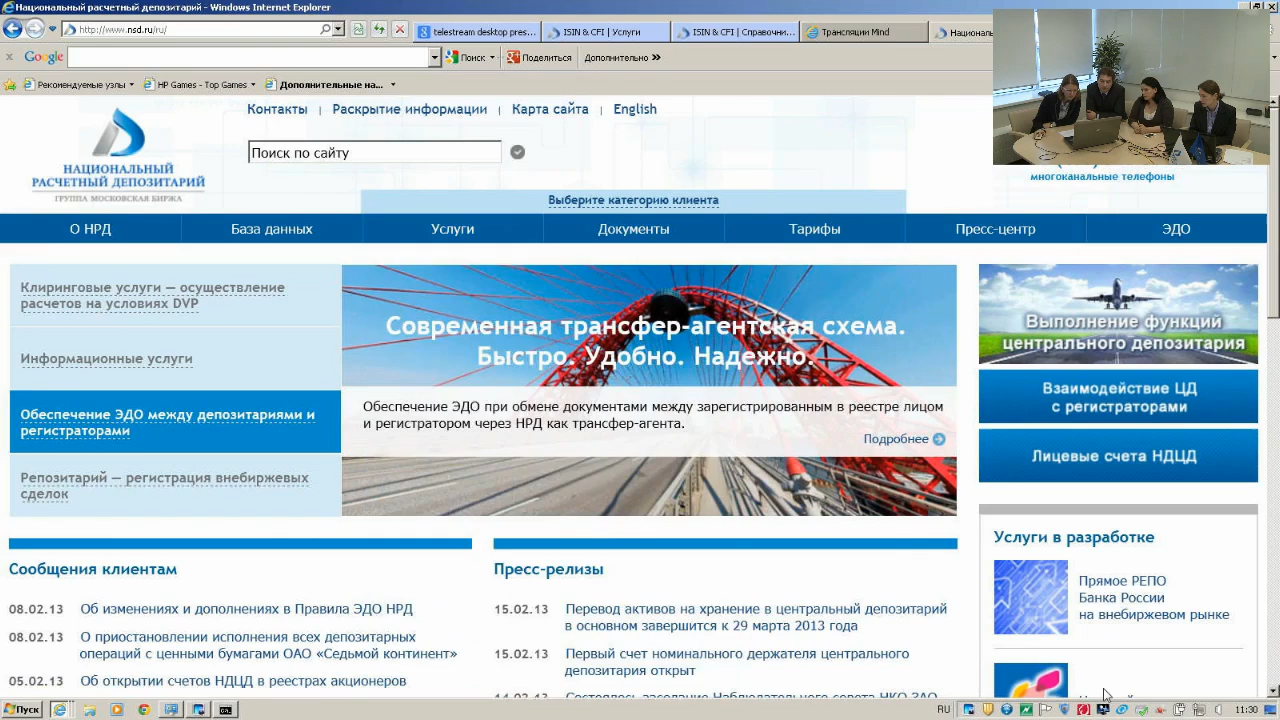 Национальный расчетный депозитарий - Windows Internet Explorer
http://www.nsd.ru/ru/
telestream desktop pres...
ISIN & CFI | Услуги
ISIN & CFI | Справочни...
Трансляции Mind
Google
Поиск
Поделиться
Дополнительно »
Рекомендуемые узлы
HP Games - Top Games
Дополнительные на...
Контакты | Раскрытие информации | Карта сайта | English
НАЦИОНАЛЬНЫЙ
РАСЧЕТНЫЙ ДЕПОЗИТАРИЙ
ГРУППА МОСКОВСКАЯ БИРЖА
Поиск по сайту
многоканальные телефоны
Выберите категорию клиента
О НРД
База данных
Услуги
Документы
Тарифы
Пресс-центр
ЭДО
Клиринговые услуги — осуществление
расчетов на условиях DVP
Информационные услуги
Обеспечение ЭДО между депозитариями и
регистраторами
Репозитарий — регистрация внебиржевых
сделок
Современная трансфер-агентская схема.
Быстро. Удобно. Надежно.
Обеспечение ЭДО при обмене документами между зарегистрированным в реестре лицом
и регистратором через НРД как трансфер-агента.
Подробнее
Выполнение функций
центрального депозитария
Взаимодействие ЦД
с регистраторами
Лицевые счета НДЦД
Сообщения клиентам
08.02.13 Об изменениях и дополнениях в Правила ЭДО НРД
08.02.13 О приостановлении исполнения всех депозитарных
операций с ценными бумагами ОАО «Седьмой континент»
05.02.13 Об открытии счетов НДЦД в реестрах акционеров
Пресс-релизы
15.02.13 Перевод активов на хранение в центральный депозитарий
в основном завершится к 29 марта 2013 года
15.02.13 Первый счет номинального держателя центрального
депозитария открыт
Состоялось заседание Наблюдательного совета НКО ЗАО
Услуги в разработке
Прямое РЕПО
Банка России
на внебиржевом рынке
Пуск
RU
11:30